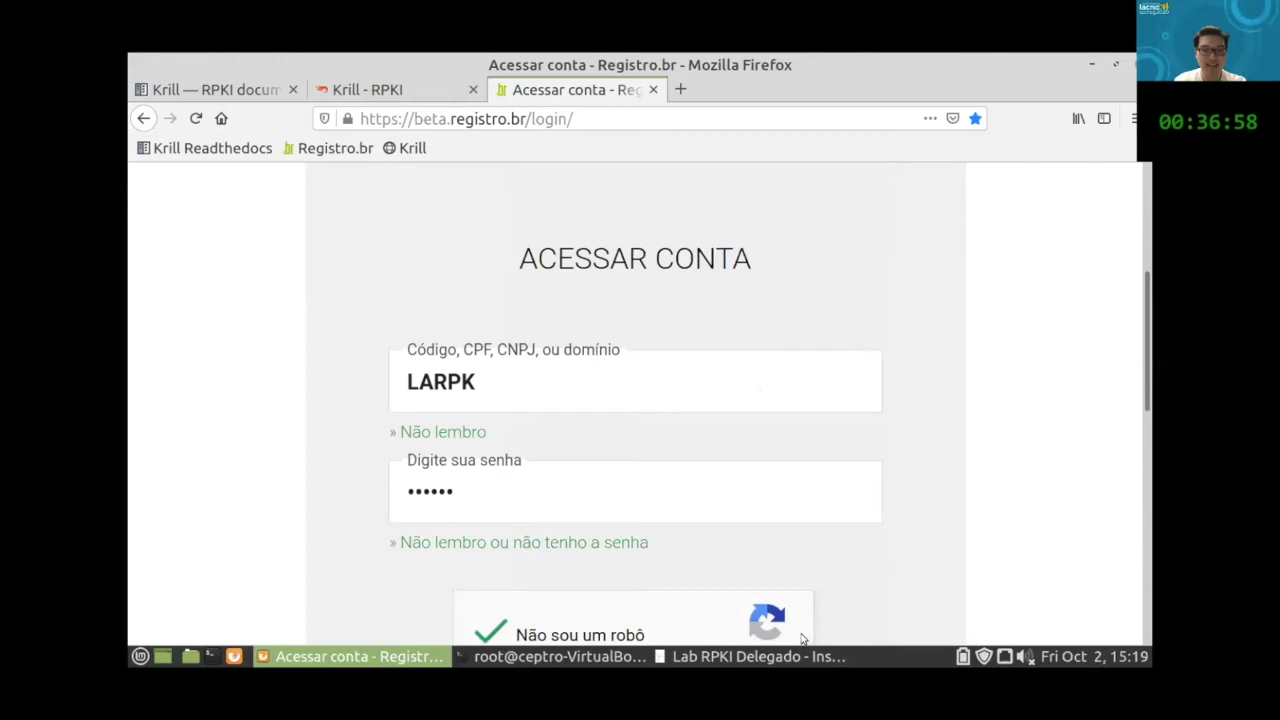 lacnic
Acessar conta - Registro.br - Mozilla Firefox
Krill — RPKI docum
Krill - RPKI
Acessar conta - Reg
https://beta.registro.br/login/
00:36:58
Krill Readthedocs
Registro.br
Krill
ACESSAR CONTA
Código, CPF, CNPJ, ou domínio
LARPK
» Não lembro
Digite sua senha
••••••
» Não lembro ou não tenho a senha
Não sou um robô
Acessar conta - Registr...
root@ceptro-VirtualBo...
Lab RPKI Delegado - Ins...
Fri Oct 2, 15:19